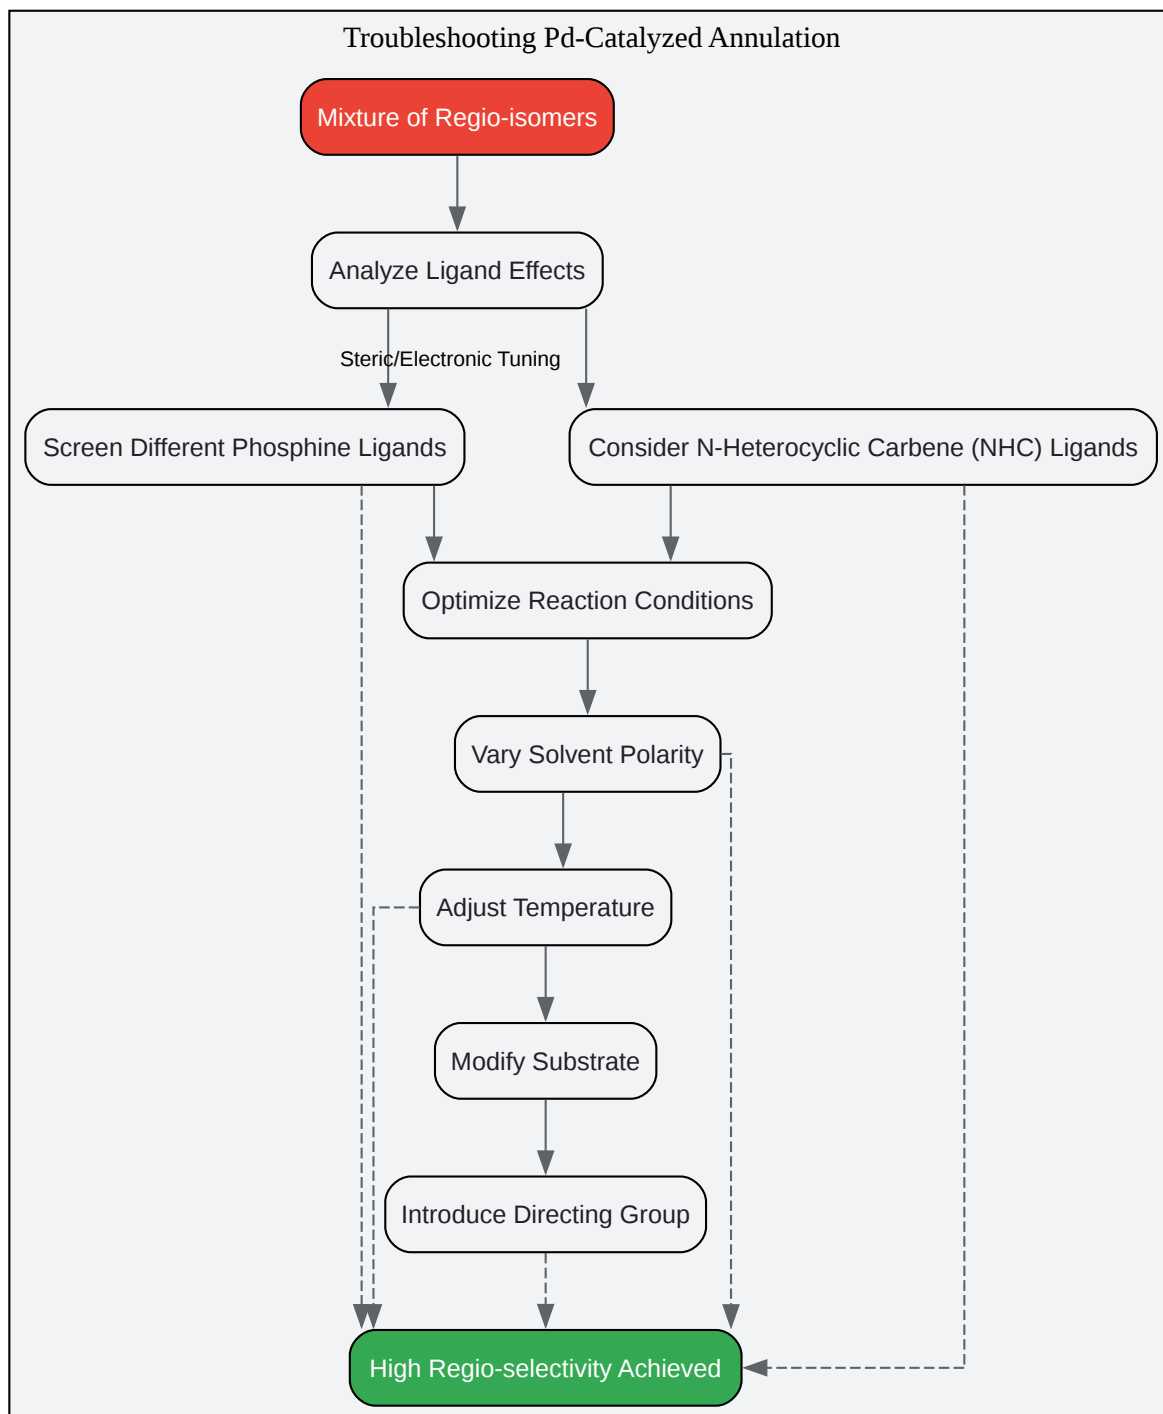 Troubleshooting Pd-Catalyzed Annulation
Mixture of Regio-isomers
Analyze Ligand Effects
Steric/Electronic Tuning
Screen Different Phosphine Ligands
Consider N-Heterocyclic Carbene (NHC) Ligands
Optimize Reaction Conditions
Vary Solvent Polarity
Adjust Temperature
Modify Substrate
Introduce Directing Group
High Regio-selectivity Achieved